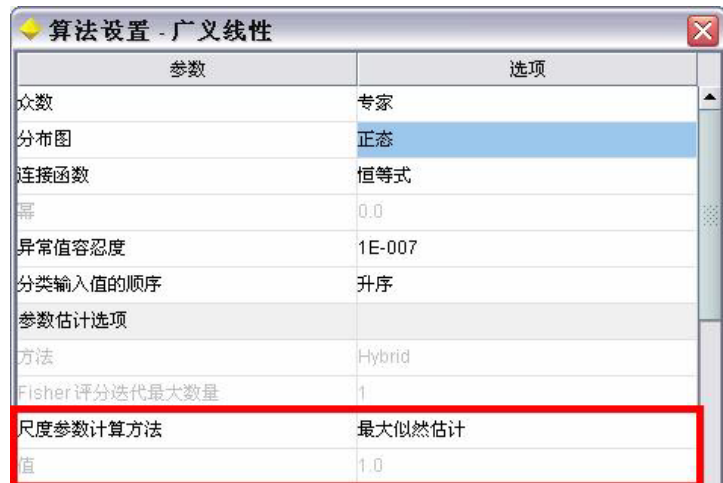 算法设置 - 广义线性
参数 选项
众数 专家
分布图 正态
连接函数 恒等式
幂 0.0
异常值容忍度 1E-007
分类输入值的顺序 升序
参数估计选项
方法 Hybrid
Fisher 评分迭代最大数量 1
尺度参数计算方法 最大似然估计
值 1.0